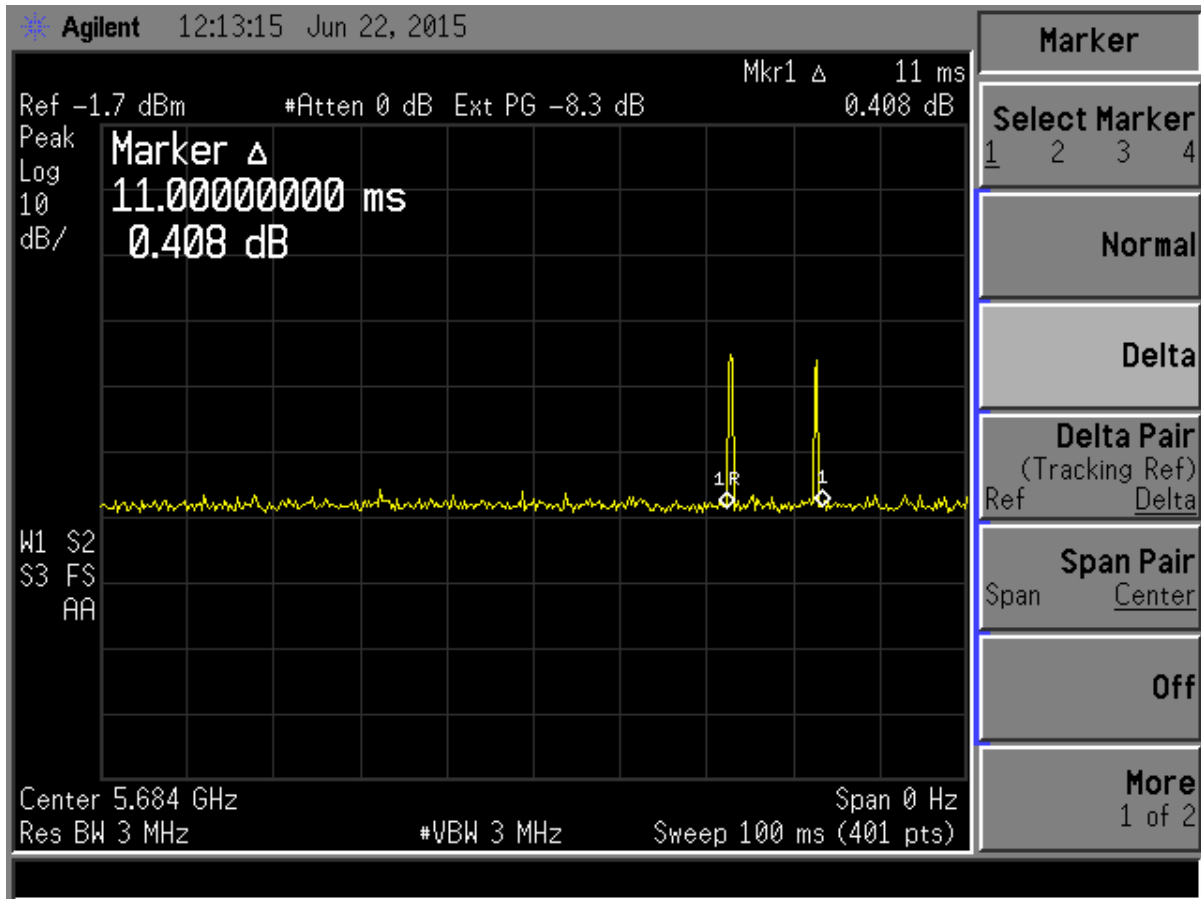 Agilent 12:13:15 Jun 22, 2015
Mkr1 Δ 11 ms
Ref -1.7 dBm #Atten 0 dB Ext PG -8.3 dB 0.408 dB
Peak
Log
10
dB/
Marker Δ
11.00000000 ms
0.408 dB
1R
1
W1 S2
S3 FS
AA
Center 5.684 GHz Span 0 Hz
Res BW 3 MHz #VBW 3 MHz Sweep 100 ms (401 pts)
Marker
Select Marker
1 2 3 4
Normal
Delta
Delta Pair
(Tracking Ref)
Ref Delta
Span Pair
Span Center
Off
More
1 of 2